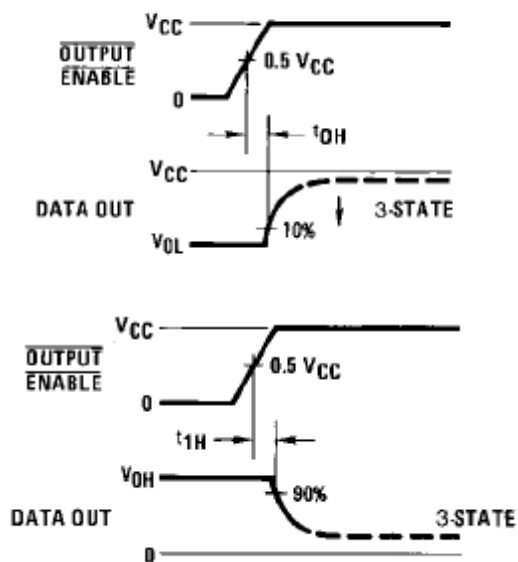 VCC
OUTPUT
ENABLE
0.5 VCC
0
t0H
VCC
DATA OUT
3-STATE
VOL
10%
VCC
OUTPUT
ENABLE
0.5 VCC
0
t1H
VOH
90%
DATA OUT
3-STATE
0